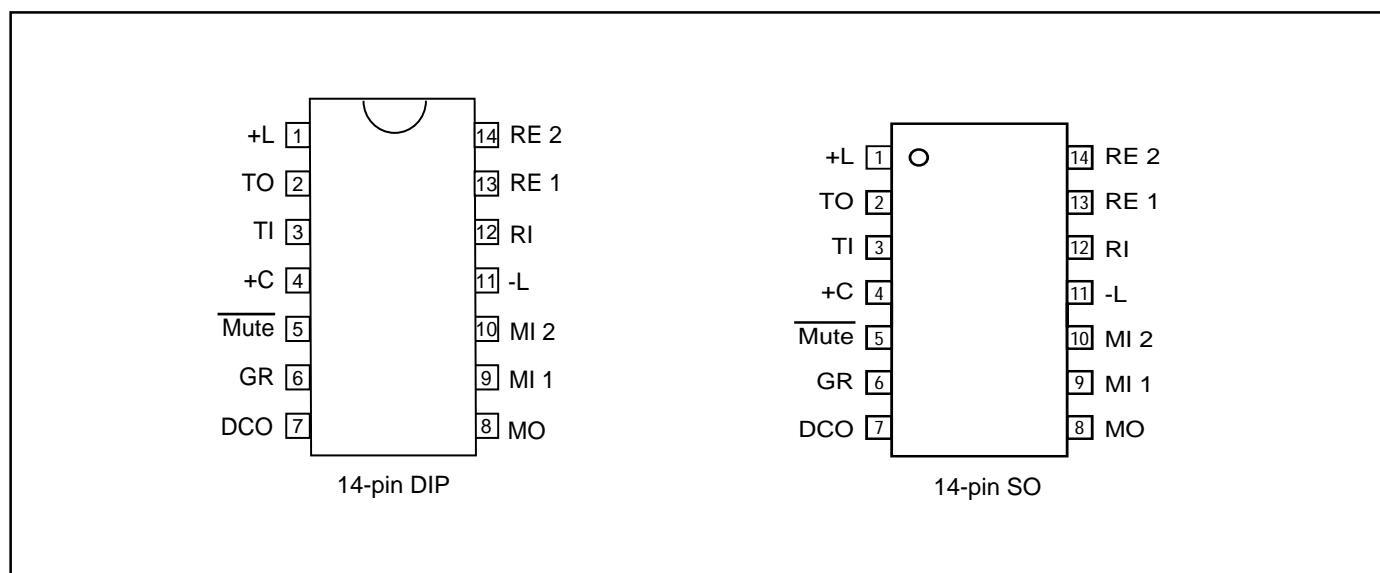 +L 1 14 RE 2
TO 2 13 RE 1
TI 3 12 RI
+C 4 11 -L
Mute 5 10 MI 2
GR 6 9 MI 1
DCO 7 8 MO
14-pin DIP
+L 1 14 RE 2
TO 2 13 RE 1
TI 3 12 RI
+C 4 11 -L
Mute 5 10 MI 2
GR 6 9 MI 1
DCO 7 8 MO
14-pin SO